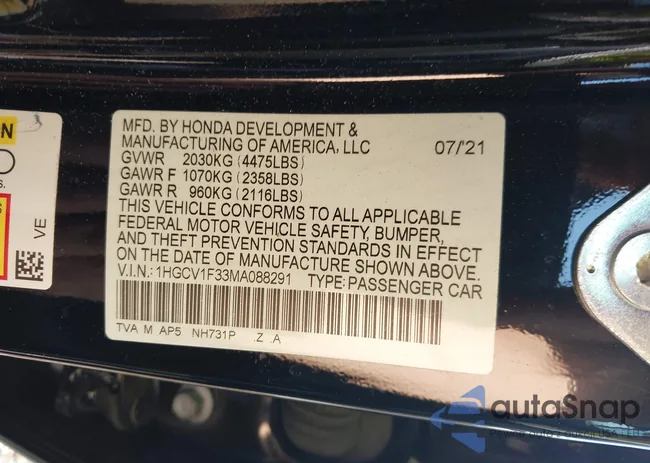 MFD. BY HONDA DEVELOPMENT &
MANUFACTURING OF AMERICA, LLC 07/'21
GVWR 2030KG (4475LBS)
GAWR F 1070KG (2358LBS)
GAWR R 960KG (2116LBS)
THIS VEHICLE CONFORMS TO ALL APPLICABLE
FEDERAL MOTOR VEHICLE SAFETY, BUMPER,
AND THEFT PREVENTION STANDARDS IN EFFECT
ON THE DATE OF MANUFACTURE SHOWN ABOVE.
V.I.N.: 1HGCV1F33MA088291 TYPE: PASSENGER CAR
TVA M AP5 NH731P .Z .A
VE
autoSnap